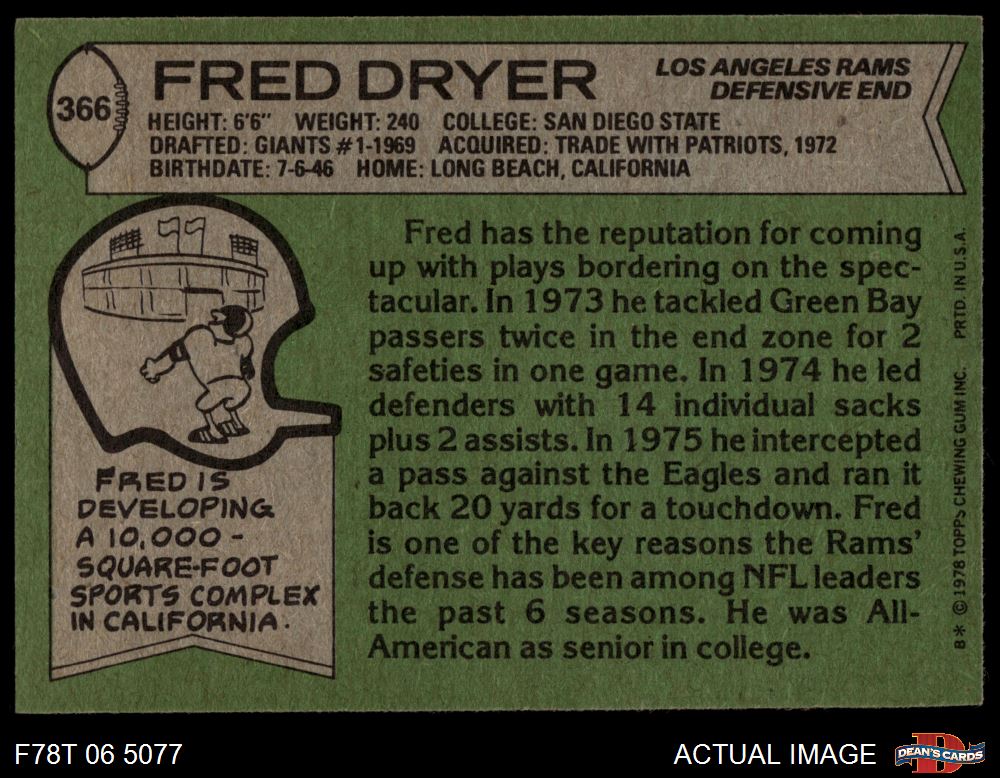 366
FRED DRYER
LOS ANGELES RAMS
DEFENSIVE END
HEIGHT: 6'6" WEIGHT: 240 COLLEGE: SAN DIEGO STATE
DRAFTED: GIANTS #1-1969 ACQUIRED: TRADE WITH PATRIOTS, 1972
BIRTHDATE: 7-6-46 HOME: LONG BEACH, CALIFORNIA
FRED IS
DEVELOPING
A 10,000-
SQUARE-FOOT
SPORTS COMPLEX
IN CALIFORNIA.
Fred has the reputation for coming
up with plays bordering on the spec-
tacular. In 1973 he tackled Green Bay
passers twice in the end zone for 2
safeties in one game. In 1974 he led
defenders with 14 individual sacks
plus 2 assists. In 1975 he intercepted
a pass against the Eagles and ran it
back 20 yards for a touchdown. Fred
is one of the key reasons the Rams'
defense has been among NFL leaders
the past 6 seasons. He was All-
American as senior in college.
B* © 1978 TOPPS CHEWING GUM INC. PRTD. IN U.S.A.
F78T 06 5077
ACTUAL IMAGE
DEAN'S CARDS